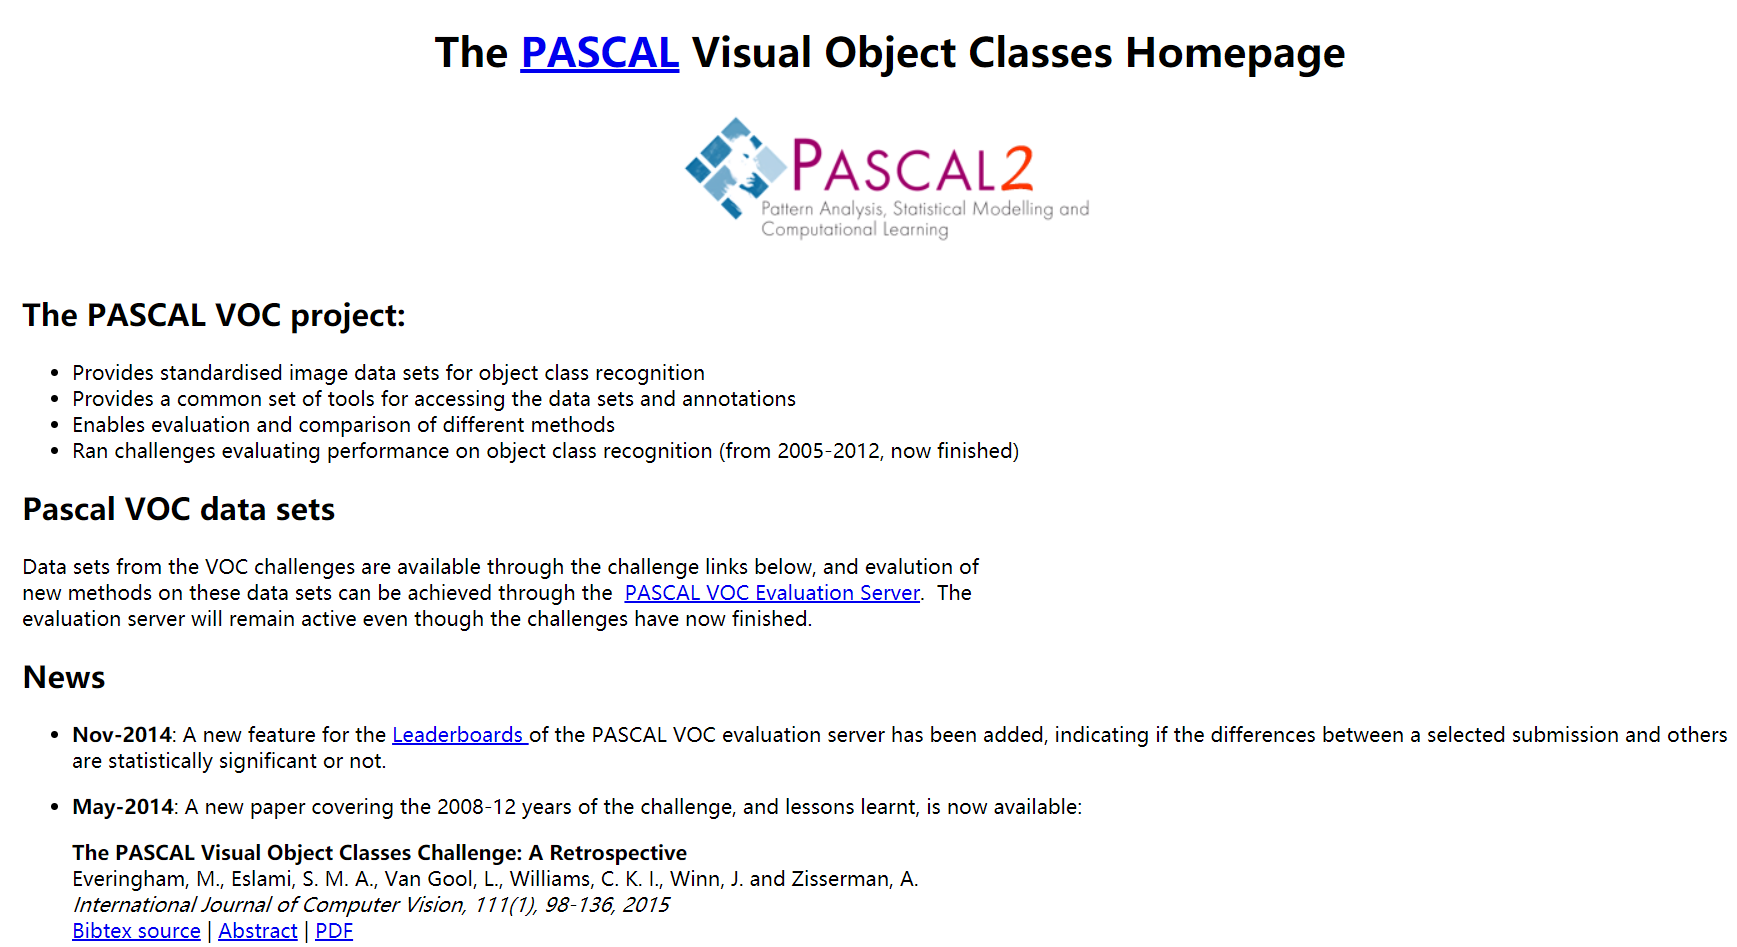 The PASCAL Visual Object Classes Homepage
PASCAL2
Pattern Analysis, Statistical Modelling and
Computational Learning
The PASCAL VOC project:
• Provides standardised image data sets for object class recognition
• Provides a common set of tools for accessing the data sets and annotations
• Enables evaluation and comparison of different methods
• Ran challenges evaluating performance on object class recognition (from 2005-2012, now finished)
Pascal VOC data sets
Data sets from the VOC challenges are available through the challenge links below, and evalution of
new methods on these data sets can be achieved through the PASCAL VOC Evaluation Server. The
evaluation server will remain active even though the challenges have now finished.
News
• Nov-2014: A new feature for the Leaderboards of the PASCAL VOC evaluation server has been added, indicating if the differences between a selected submission and others
are statistically significant or not.
• May-2014: A new paper covering the 2008-12 years of the challenge, and lessons learnt, is now available:
The PASCAL Visual Object Classes Challenge: A Retrospective
Everingham, M., Eslami, S. M. A., Van Gool, L., Williams, C. K. I., Winn, J. and Zisserman, A.
International Journal of Computer Vision, 111(1), 98-136, 2015
Bibtex source | Abstract | PDF